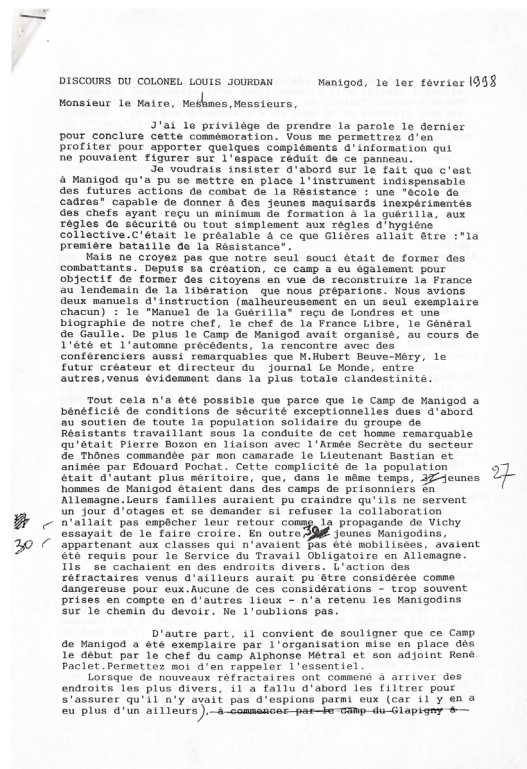 DISCOURS DU COLONEL LOUIS JOURDAN Manigod, le 1er février 1998
Monsieur le Maire, Mesdames,Messieurs,
J'ai le privilège de prendre la parole le dernier
pour conclure cette commémoration. Vous me permettrez d'en
profiter pour apporter quelques compléments d'information qui
ne pouvaient figurer sur l'espace réduit de ce panneau.
Je voudrais insister d'abord sur le fait que c'est
à Manigod qu'a pu se mettre en place l'instrument indispensable
des futures actions de combat de la Résistance : une "école de
cadres" capable de donner à des jeunes maquisards inexpérimentés
des chefs ayant reçu un minimum de formation à la guérilla, aux
règles de sécurité ou tout simplement aux règles d'hygiène
collective.C'était le préalable à ce que Glières allait être :"la
première bataille de la Résistance".
Mais ne croyez pas que notre seul souci était de former des
combattants. Depuis sa création, ce camp a eu également pour
objectif de former des citoyens en vue de reconstruire la France
au lendemain de la libération que nous préparions. Nous avions
deux manuels d'instruction (malheureusement en un seul exemplaire
chacun) : le "Manuel de la Guérilla" reçu de Londres et une
biographie de notre chef, le chef de la France Libre, le Général
de Gaulle. De plus le Camp de Manigod avait organisé, au cours de
l'été et l'automne précédents, la rencontre avec des
conférenciers aussi remarquables que M.Hubert Beuve-Méry, le
futur créateur et directeur du journal Le Monde, entre
autres,venus évidemment dans la plus totale clandestinité.
Tout cela n'a été possible que parce que le Camp de Manigod a
bénéficié de conditions de sécurité exceptionnelles dues d'abord
au soutien de toute la population solidaire du groupe de
Résistants travaillant sous la conduite de cet homme remarquable
qu'était Pierre Bozon en liaison avec l'Armée Secrète du secteur
de Thônes commandée par mon camarade le Lieutenant Bastian et
animée par Edouard Pochat. Cette complicité de la population
était d'autant plus méritoire, que, dans le même temps, 27 jeunes
hommes de Manigod étaient dans des camps de prisonniers en
Allemagne.Leurs familles auraient pu craindre qu'ils ne servent
un jour d'otages et se demander si refuser la collaboration
n'allait pas empêcher leur retour comme la propagande de Vichy
essayait de le faire croire. En outre 30 jeunes Manigodins,
30
appartenant aux classes qui n'avaient pas été mobilisées, avaient
été requis pour le Service du Travail Obligatoire en Allemagne.
Ils se cachaient en des endroits divers. L'action des
réfractaires venus d'ailleurs aurait pu être considérée comme
dangereuse pour eux.Aucune de ces considérations - trop souvent
prises en compte en d'autres lieux - n'a retenu les Manigodins
sur le chemin du devoir. Ne l'oublions pas.
D'autre part, il convient de souligner que ce Camp
de Manigod a été exemplaire par l'organisation mise en place dès
le début par le chef du camp Alphonse Métral et son adjoint René
Paclet.Permettez moi d'en rappeler l'essentiel.
Lorsque de nouveaux réfractaires ont commené à arriver des
endroits les plus divers, il a fallu d'abord les filtrer pour
s'assurer qu'il n'y avait pas d'espions parmi eux (car il y en a
eu plus d'un ailleurs), à commencer par le camp du Glapigny à